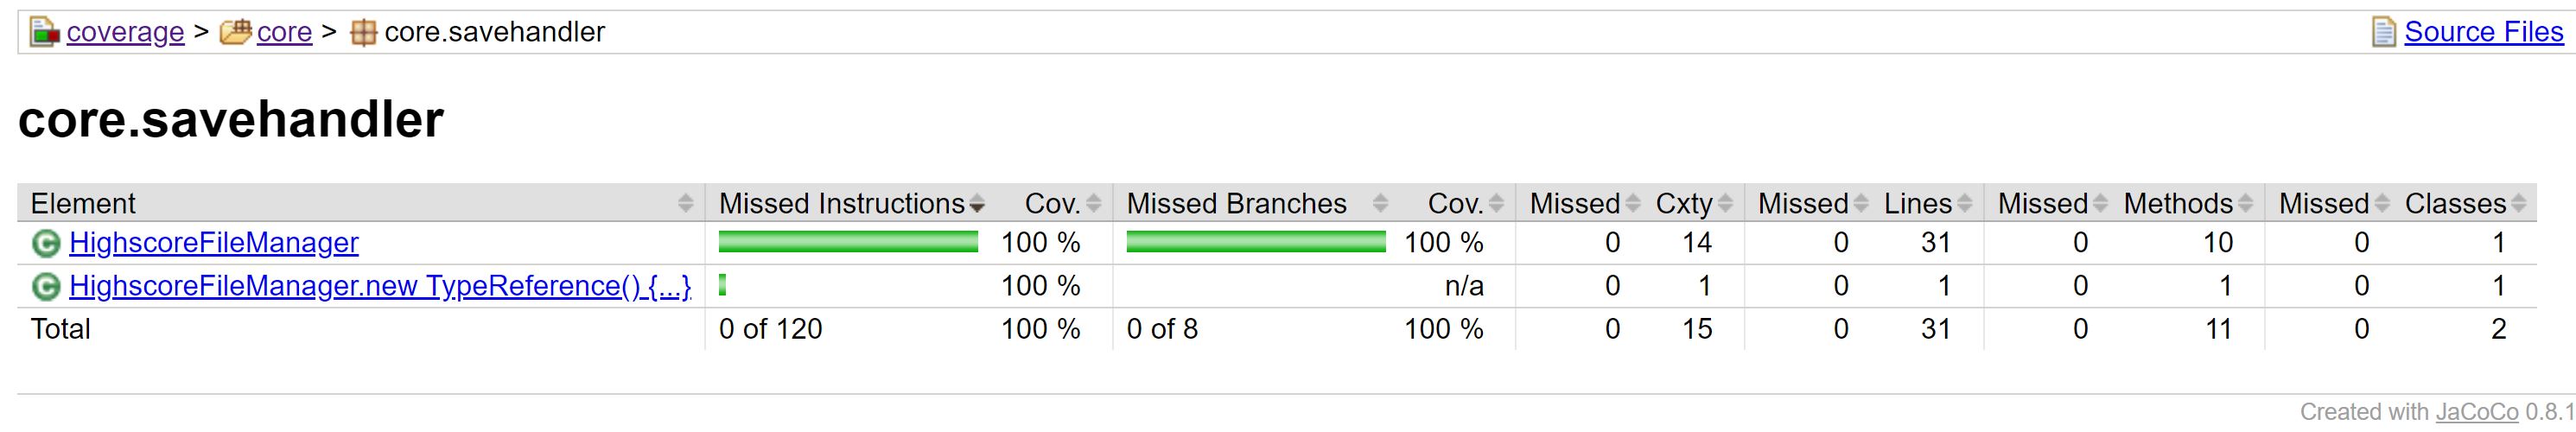 coverage > core > core.savehandler Source Files
core.savehandler
Element Missed Instructions Cov. Missed Branches Cov. Missed Cxty Missed Lines Missed Methods Missed Classes
HighscoreFileManager 100 % 100 % 0 14 0 31 0 10 0 1
HighscoreFileManager.new TypeReference() {...} 100 % n/a 0 1 0 1 0 1 0 1
Total 0 of 120 100 % 0 of 8 100 % 0 15 0 31 0 11 0 2
Created with JaCoCo 0.8.1